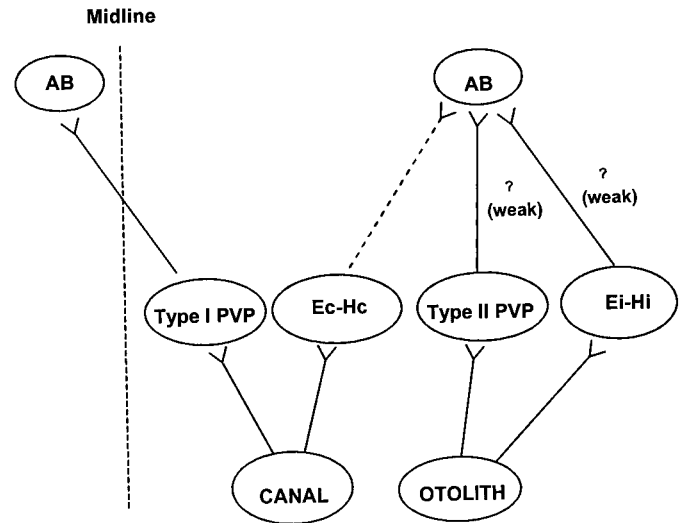 Midline
AB
AB
?
(weak)
?
(weak)
Type I PVP
Ec-Hc
Type II PVP
Ei-Hi
CANAL
OTOLITH